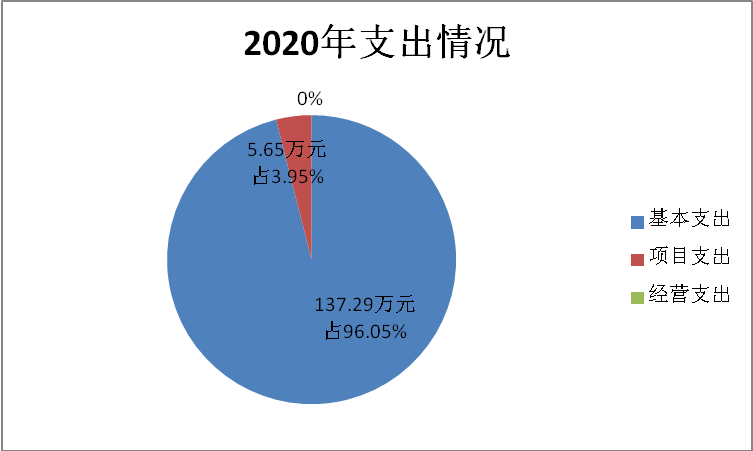 2020年支出情况
0%
5.65万元
占3.95%
137.29万元
占96.05%
基本支出
项目支出
经营支出